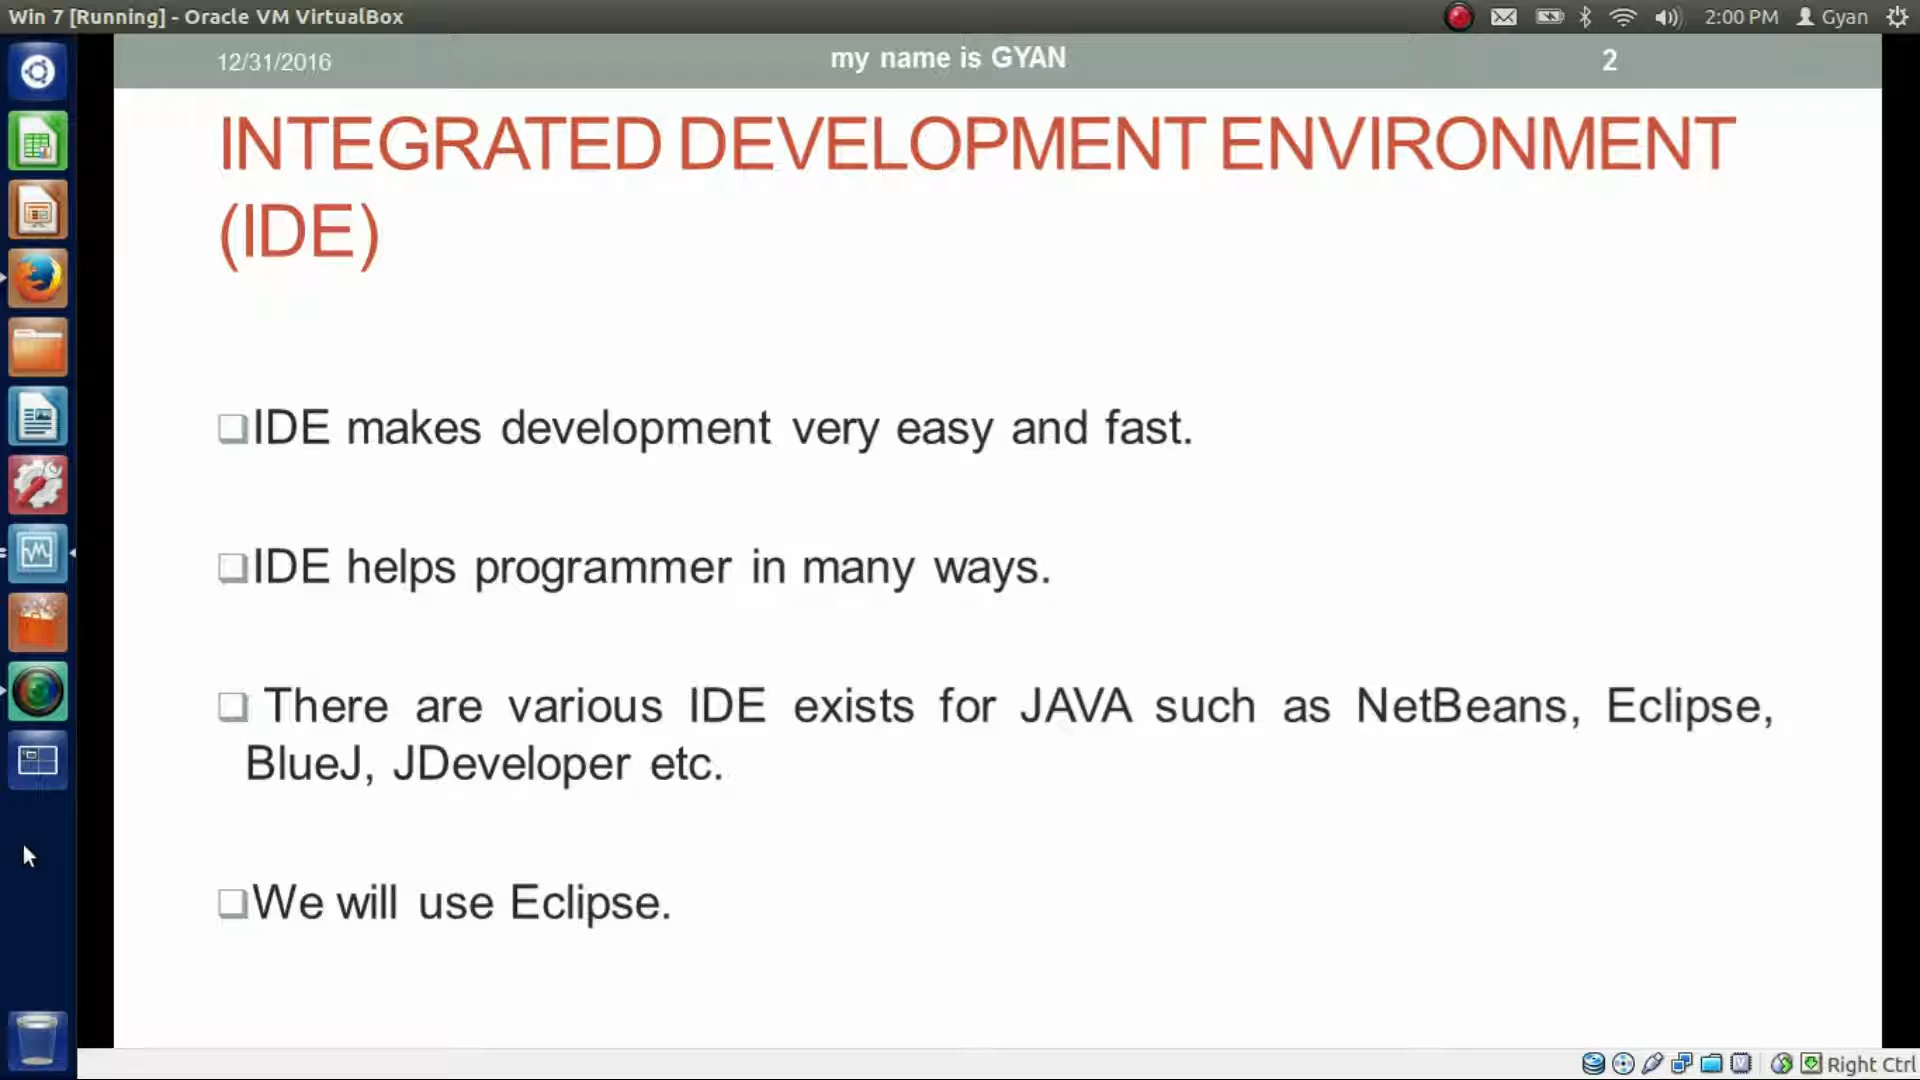 Win 7 [Running] - Oracle VM VirtualBox
2:00 PM Gyan
12/31/2016 my name is GYAN 2
INTEGRATED DEVELOPMENT ENVIRONMENT
(IDE)
IDE makes development very easy and fast.
IDE helps programmer in many ways.
There are various IDE exists for JAVA such as NetBeans, Eclipse,
BlueJ, JDeveloper etc.
We will use Eclipse.
Right Ctrl